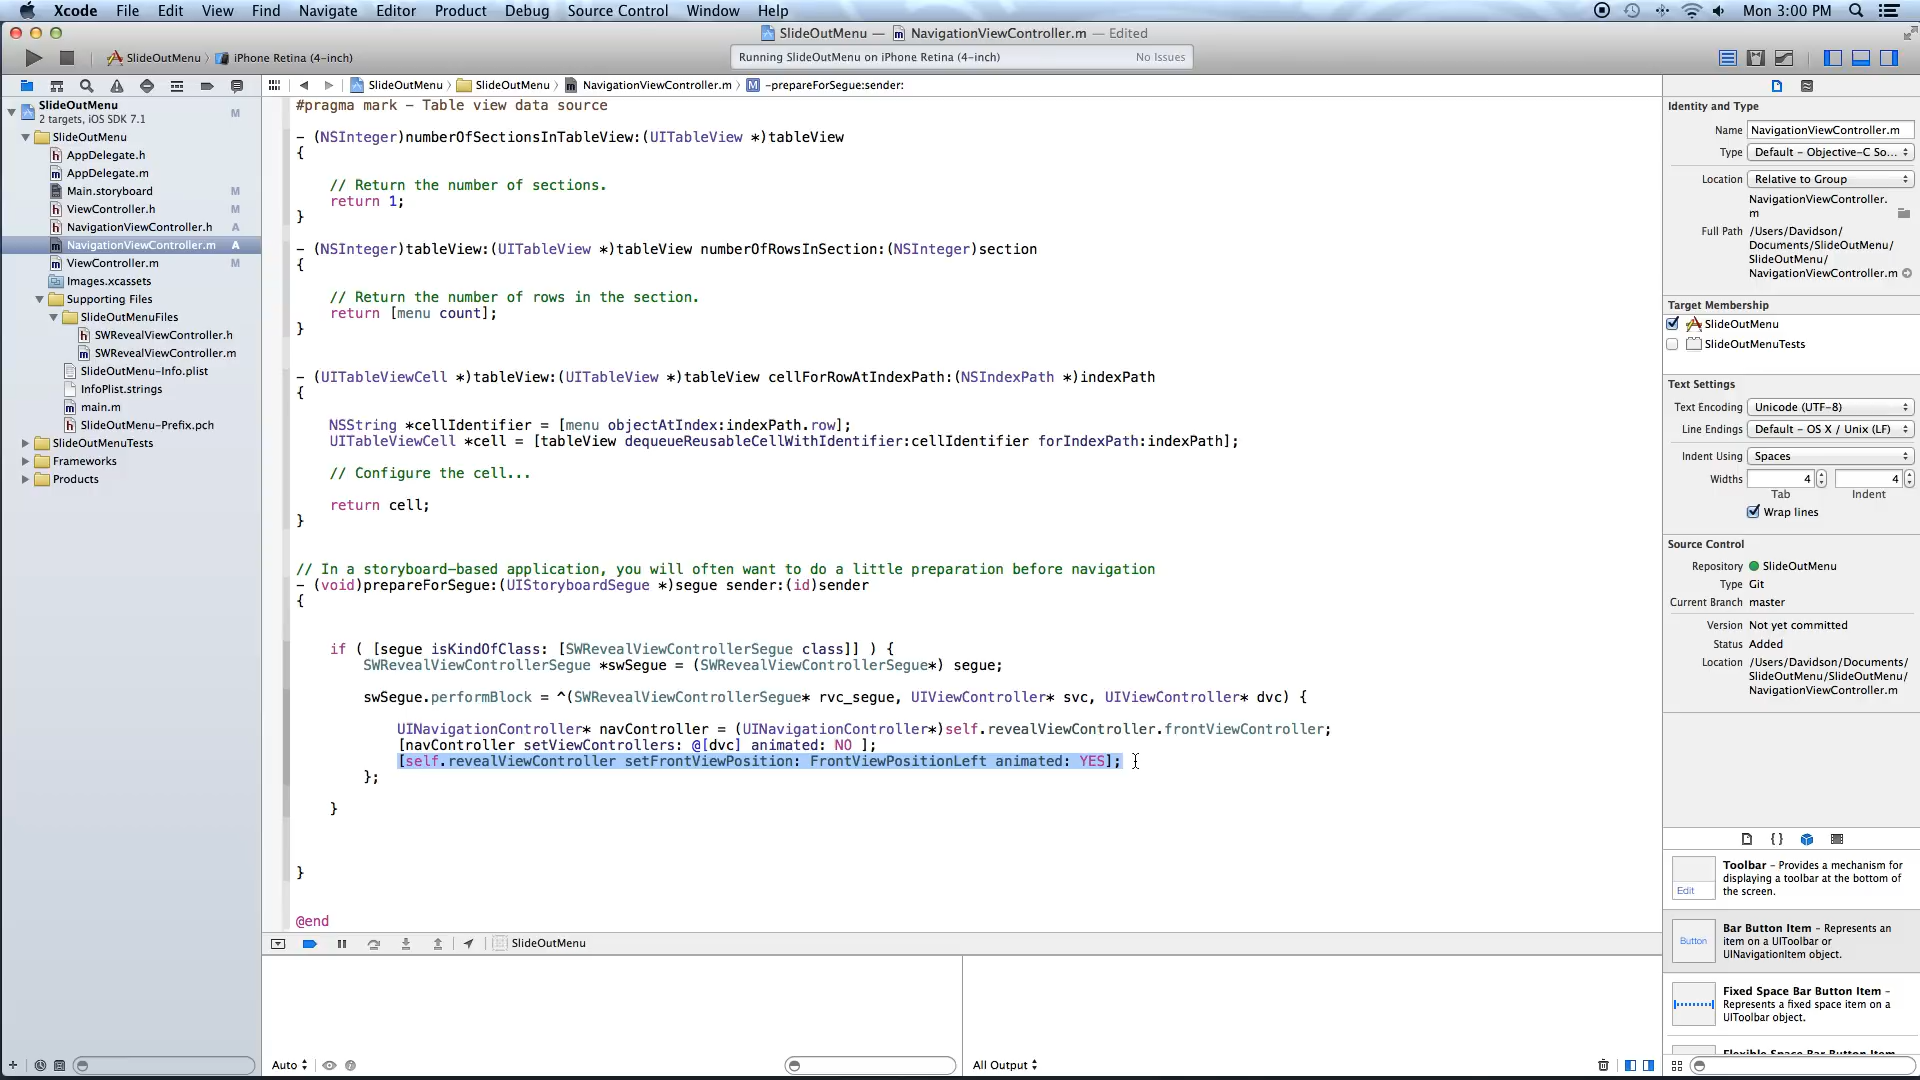 Xcode File Edit View Find Navigate Editor Product Debug Source Control Window Help Mon 3:00 PM
SlideOutMenu — NavigationViewController.m — Edited
SlideOutMenu iPhone Retina (4-inch)
Running SlideOutMenu on iPhone Retina (4-inch) No Issues
SlideOutMenu SlideOutMenu NavigationViewController.m M -prepareForSegue:sender:
SlideOutMenu M
2 targets, iOS SDK 7.1
SlideOutMenu
h AppDelegate.h
m AppDelegate.m
Main.storyboard M
h ViewController.h M
h NavigationViewController.h A
m NavigationViewController.m A
m ViewController.m M
Images.xcassets
Supporting Files
SlideOutMenuFiles
h SWRevealViewController.h
m SWRevealViewController.m
SlideOutMenu-Info.plist
InfoPlist.strings
m main.m
h SlideOutMenu-Prefix.pch
SlideOutMenuTests
Frameworks
Products
#pragma mark - Table view data source
- (NSInteger)numberOfSectionsInTableView:(UITableView *)tableView
{
// Return the number of sections.
return 1;
}
- (NSInteger)tableView:(UITableView *)tableView numberOfRowsInSection:(NSInteger)section
{
// Return the number of rows in the section.
return [menu count];
}
- (UITableViewCell *)tableView:(UITableView *)tableView cellForRowAtIndexPath:(NSIndexPath *)indexPath
{
NSString *cellIdentifier = [menu objectAtIndex:indexPath.row];
UITableViewCell *cell = [tableView dequeueReusableCellWithIdentifier:cellIdentifier forIndexPath:indexPath];
// Configure the cell...
return cell;
}
// In a storyboard-based application, you will often want to do a little preparation before navigation
- (void)prepareForSegue:(UIStoryboardSegue *)segue sender:(id)sender
{
if ( [segue isKindOfClass: [SWRevealViewControllerSegue class]] ) {
SWRevealViewControllerSegue *swSegue = (SWRevealViewControllerSegue*) segue;
swSegue.performBlock = ^(SWRevealViewControllerSegue* rvc_segue, UIViewController* svc, UIViewController* dvc) {
UINavigationController* navController = (UINavigationController*)self.revealViewController.frontViewController;
[navController setViewControllers: @[dvc] animated: NO ];
[self.revealViewController setFrontViewPosition: FrontViewPositionLeft animated: YES];
};
}
}
@end
SlideOutMenu
Auto
All Output
Identity and Type
Name NavigationViewController.m
Type Default - Objective-C So...
Location Relative to Group
NavigationViewController.
m
Full Path /Users/Davidson/
Documents/SlideOutMenu/
SlideOutMenu/
NavigationViewController.m
Target Membership
SlideOutMenu
SlideOutMenuTests
Text Settings
Text Encoding Unicode (UTF-8)
Line Endings Default - OS X / Unix (LF)
Indent Using Spaces
Widths 4 4
Tab Indent
Wrap lines
Source Control
Repository SlideOutMenu
Type Git
Current Branch master
Version Not yet committed
Status Added
Location /Users/Davidson/Documents/
SlideOutMenu/SlideOutMenu/
NavigationViewController.m
{ }
Edit
Toolbar - Provides a mechanism for
displaying a toolbar at the bottom of
the screen.
Button
Bar Button Item - Represents an
item on a UIToolbar or
UINavigationItem object.
Fixed Space Bar Button Item -
Represents a fixed space item on a
UIToolbar object.
Flexible Space Bar Button Item